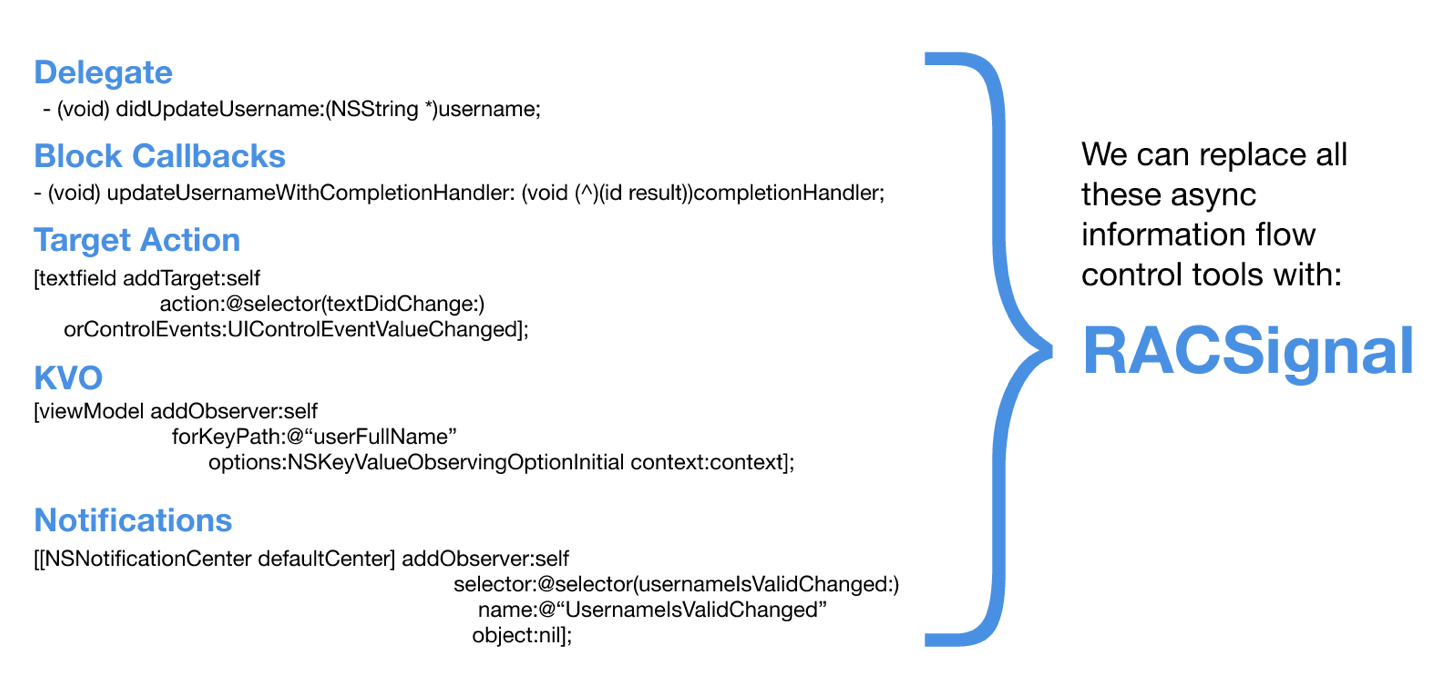 Delegate
- (void) didUpdateUsername:(NSString *)username;
Block Callbacks
- (void) updateUsernameWithCompletionHandler: (void (^)(id result))completionHandler;
Target Action
[textfield addTarget:self
action:@selector(textDidChange:)
orControlEvents:UIControlEventValueChanged];
KVO
[viewModel addObserver:self
forKeyPath:@“userFullName”
options:NSKeyValueObservingOptionInitial context:context];
Notifications
[[NSNotificationCenter defaultCenter] addObserver:self
selector:@selector(usernameIsValidChanged:)
name:@“UsernameIsValidChanged”
object:nil];
We can replace all
these async
information flow
control tools with:
RACSignal